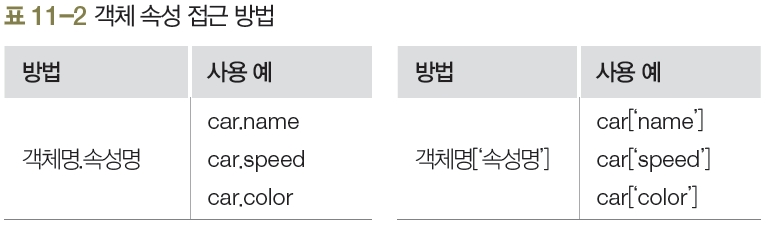 표 11-2 객체 속성 접근 방법
방법 사용 예
객체명.속성명
car.name
car.speed
car.color
방법 사용 예
객체명[‘속성명’]
car[‘name’]
car[‘speed’]
car[‘color’]